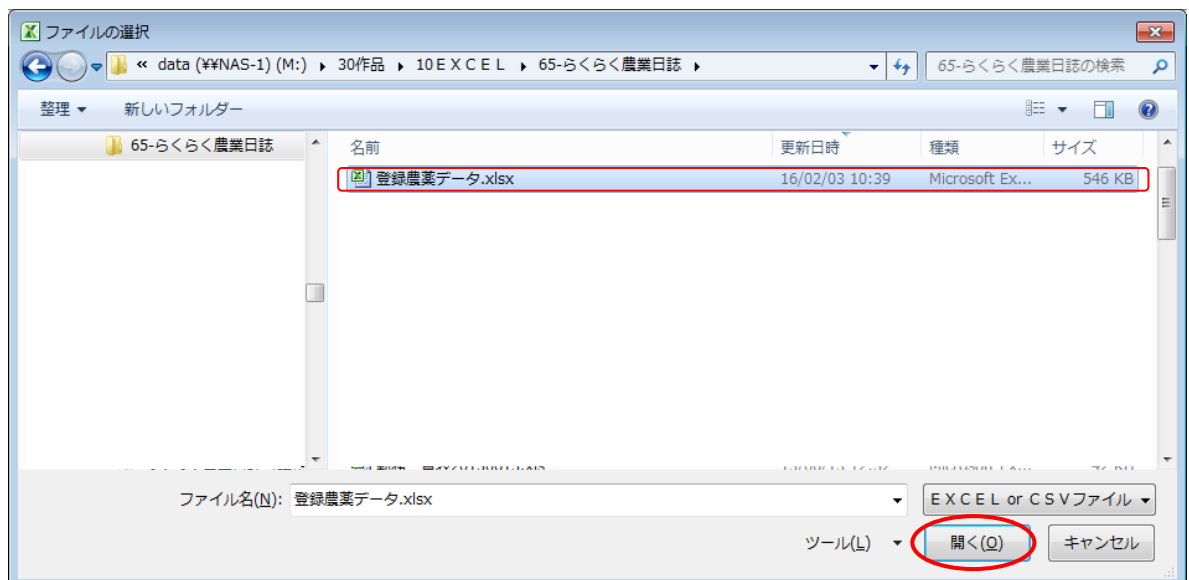 ファイルの選択
« data (¥¥NAS-1) (M:) ▸ 30作品 ▸ 10ＥＸＣＥＬ ▸ 65-らくらく農業日誌 ▸
65-らくらく農業日誌の検索
整理 ▼ 新しいフォルダー
65-らくらく農業日誌
名前 更新日時 種類 サイズ
登録農薬データ.xlsx 16/02/03 10:39 Microsoft Ex... 546 KB
ファイル名(N): 登録農薬データ.xlsx
ＥＸＣＥＬ or ＣＳＶファイル
ツール(L) ▼ 開く(O) キャンセル